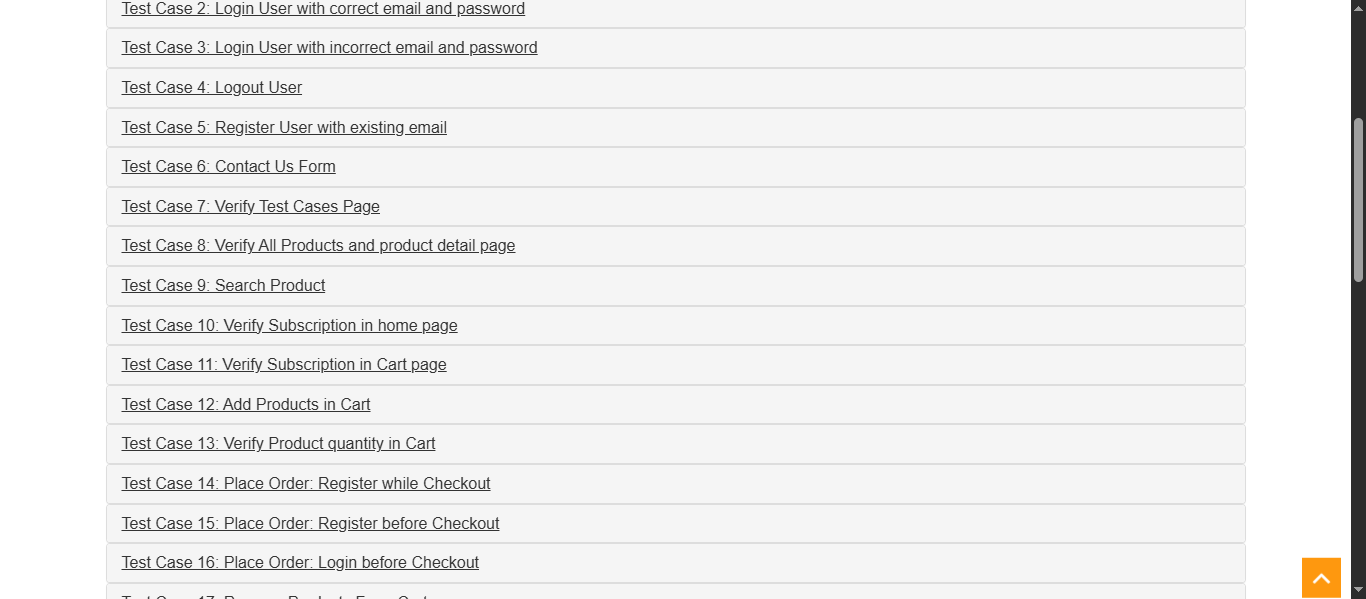 Test Case 2: Login User with correct email and password
Test Case 3: Login User with incorrect email and password
Test Case 4: Logout User
Test Case 5: Register User with existing email
Test Case 6: Contact Us Form
Test Case 7: Verify Test Cases Page
Test Case 8: Verify All Products and product detail page
Test Case 9: Search Product
Test Case 10: Verify Subscription in home page
Test Case 11: Verify Subscription in Cart page
Test Case 12: Add Products in Cart
Test Case 13: Verify Product quantity in Cart
Test Case 14: Place Order: Register while Checkout
Test Case 15: Place Order: Register before Checkout
Test Case 16: Place Order: Login before Checkout